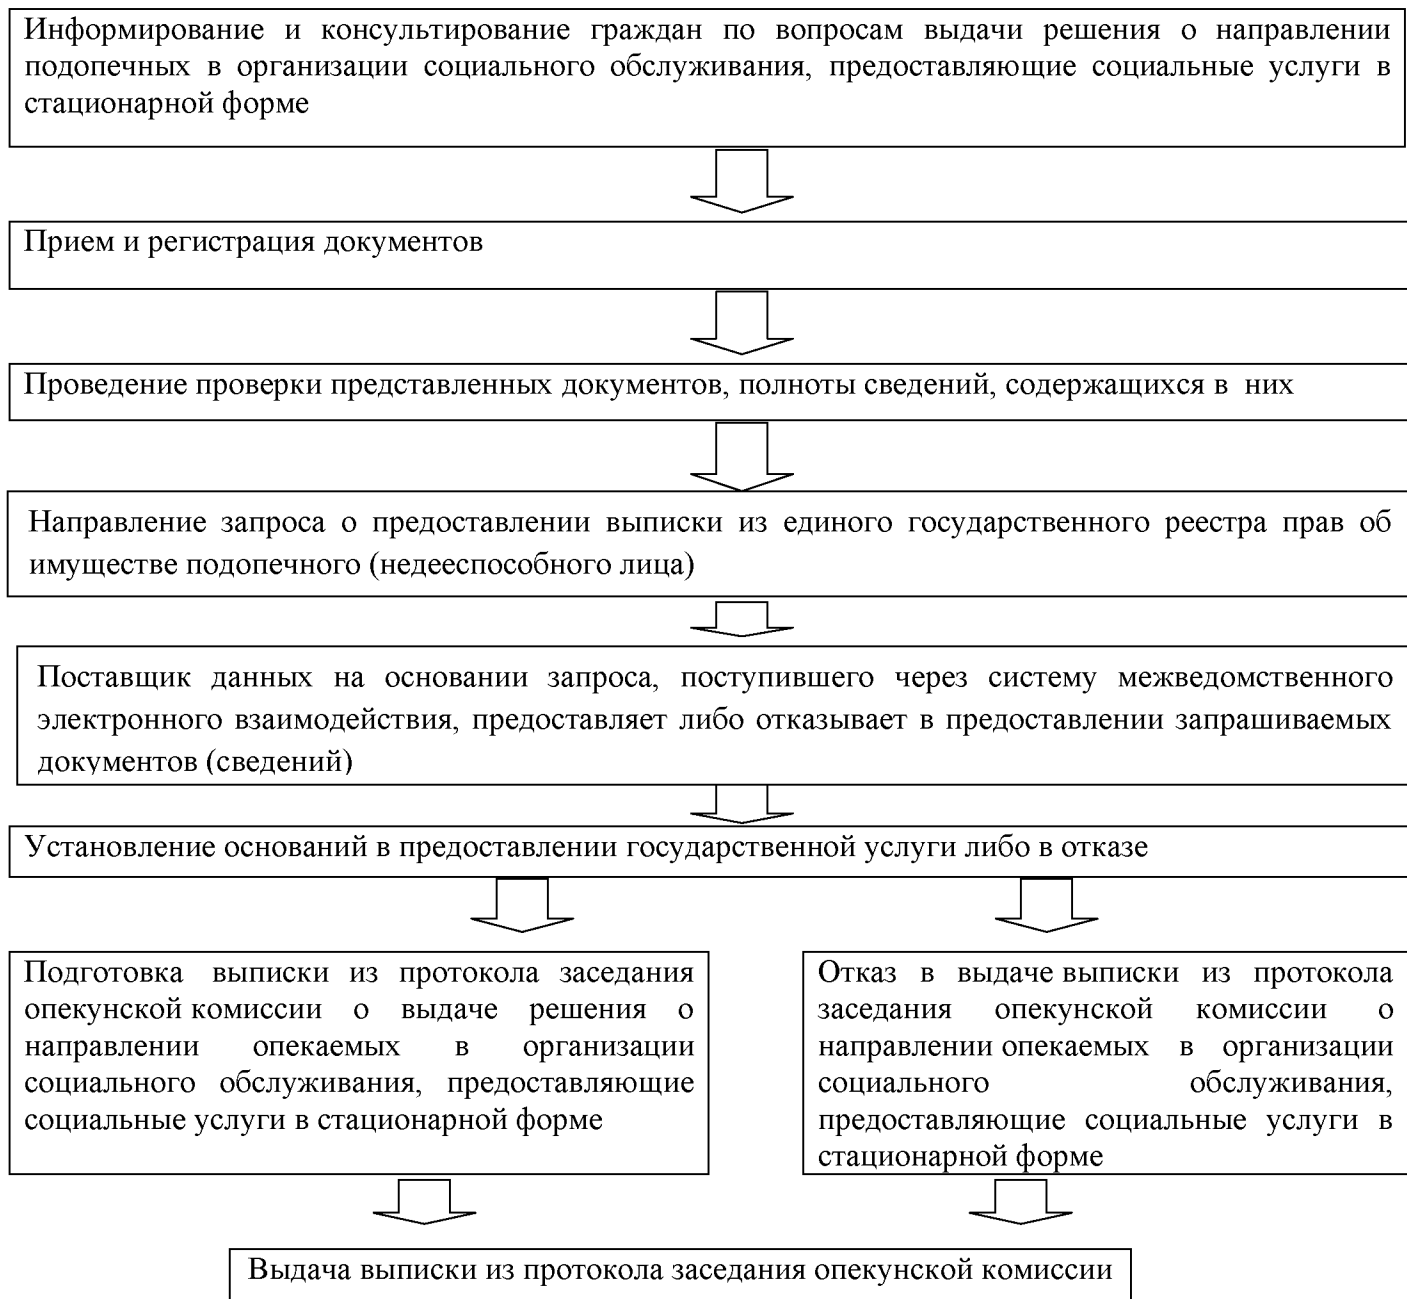 Информирование и консультирование граждан по вопросам выдачи решения о направлении
подопечных в организации социального обслуживания, предоставляющие социальные услуги в
стационарной форме
Прием и регистрация документов
Проведение проверки представленных документов, полноты сведений, содержащихся в них
Направление запроса о предоставлении выписки из единого государственного реестра прав об
имуществе подопечного (недееспособного лица)
Поставщик данных на основании запроса, поступившего через систему межведомственного
электронного взаимодействия, предоставляет либо отказывает в предоставлении запрашиваемых
документов (сведений)
Установление оснований в предоставлении государственной услуги либо в отказе
Подготовка выписки из протокола заседания
опекунской комиссии о выдаче решения о
направлении опекаемых в организации
социального обслуживания, предоставляющие
социальные услуги в стационарной форме
Отказ в выдаче выписки из протокола
заседания опекунской комиссии о
направлении опекаемых в организации
социального обслуживания,
предоставляющие социальные услуги в
стационарной форме
Выдача выписки из протокола заседания опекунской комиссии